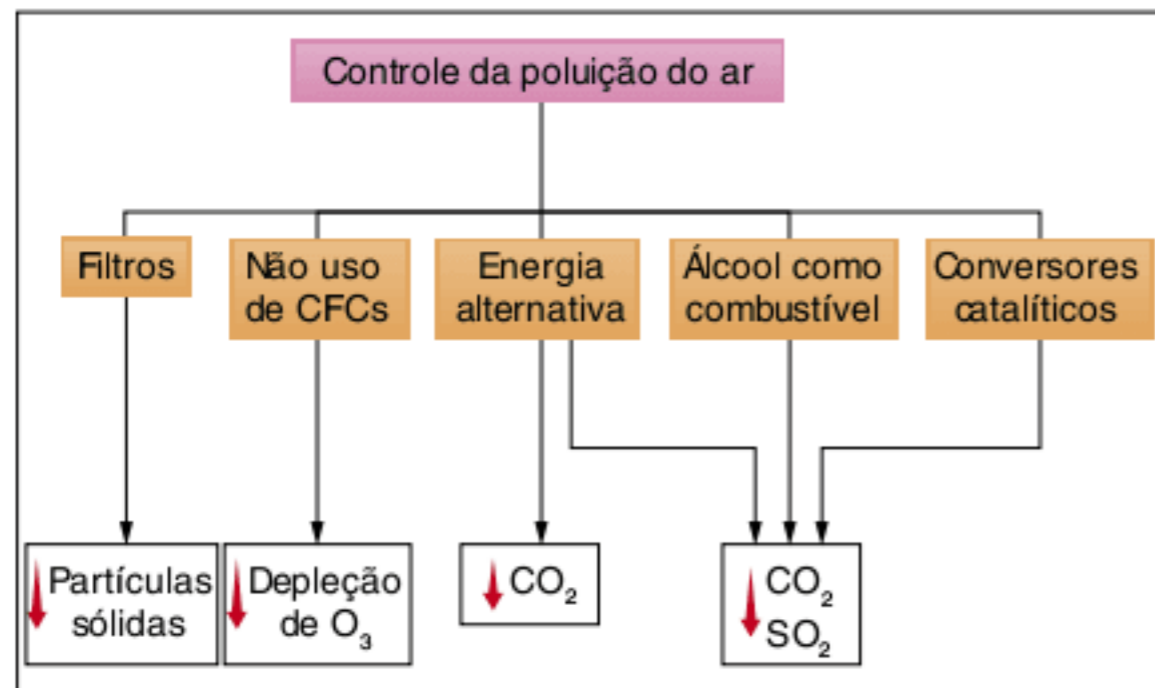 Controle da poluição do ar
Filtros
Não uso
de CFCs
Energia
alternativa
Álcool como
combustível
Conversores
catalíticos
Partículas
sólidas
Depleção
de O₃
CO₂
CO₂
SO₂